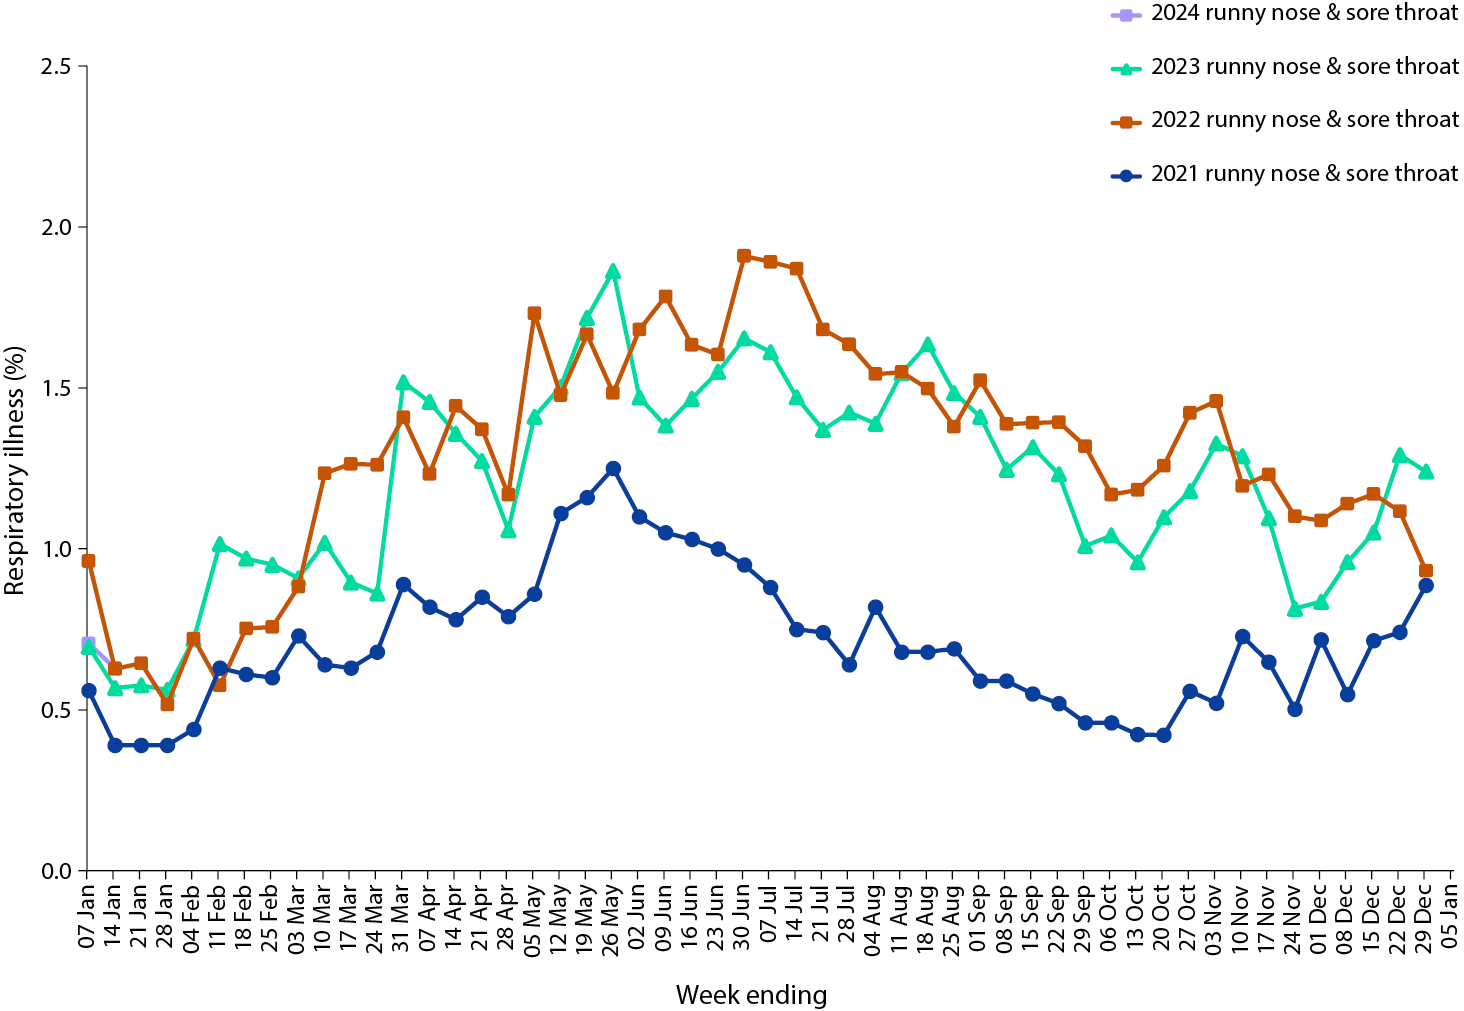 2024 runny nose & sore throat
2023 runny nose & sore throat
2022 runny nose & sore throat
2021 runny nose & sore throat
Respiratory illness (%)
2.5
2.0
1.5
1.0
0.5
0.0
07 Jan
14 Jan
21 Jan
28 Jan
04 Feb
11 Feb
18 Feb
25 Feb
03 Mar
10 Mar
17 Mar
24 Mar
31 Mar
07 Apr
14 Apr
21 Apr
28 Apr
05 May
12 May
19 May
26 May
02 Jun
09 Jun
16 Jun
23 Jun
30 Jun
07 Jul
14 Jul
21 Jul
28 Jul
04 Aug
11 Aug
18 Aug
25 Aug
01 Sep
08 Sep
15 Sep
22 Sep
29 Sep
06 Oct
13 Oct
20 Oct
27 Oct
03 Nov
10 Nov
17 Nov
24 Nov
01 Dec
08 Dec
15 Dec
22 Dec
29 Dec
05 Jan
Week ending